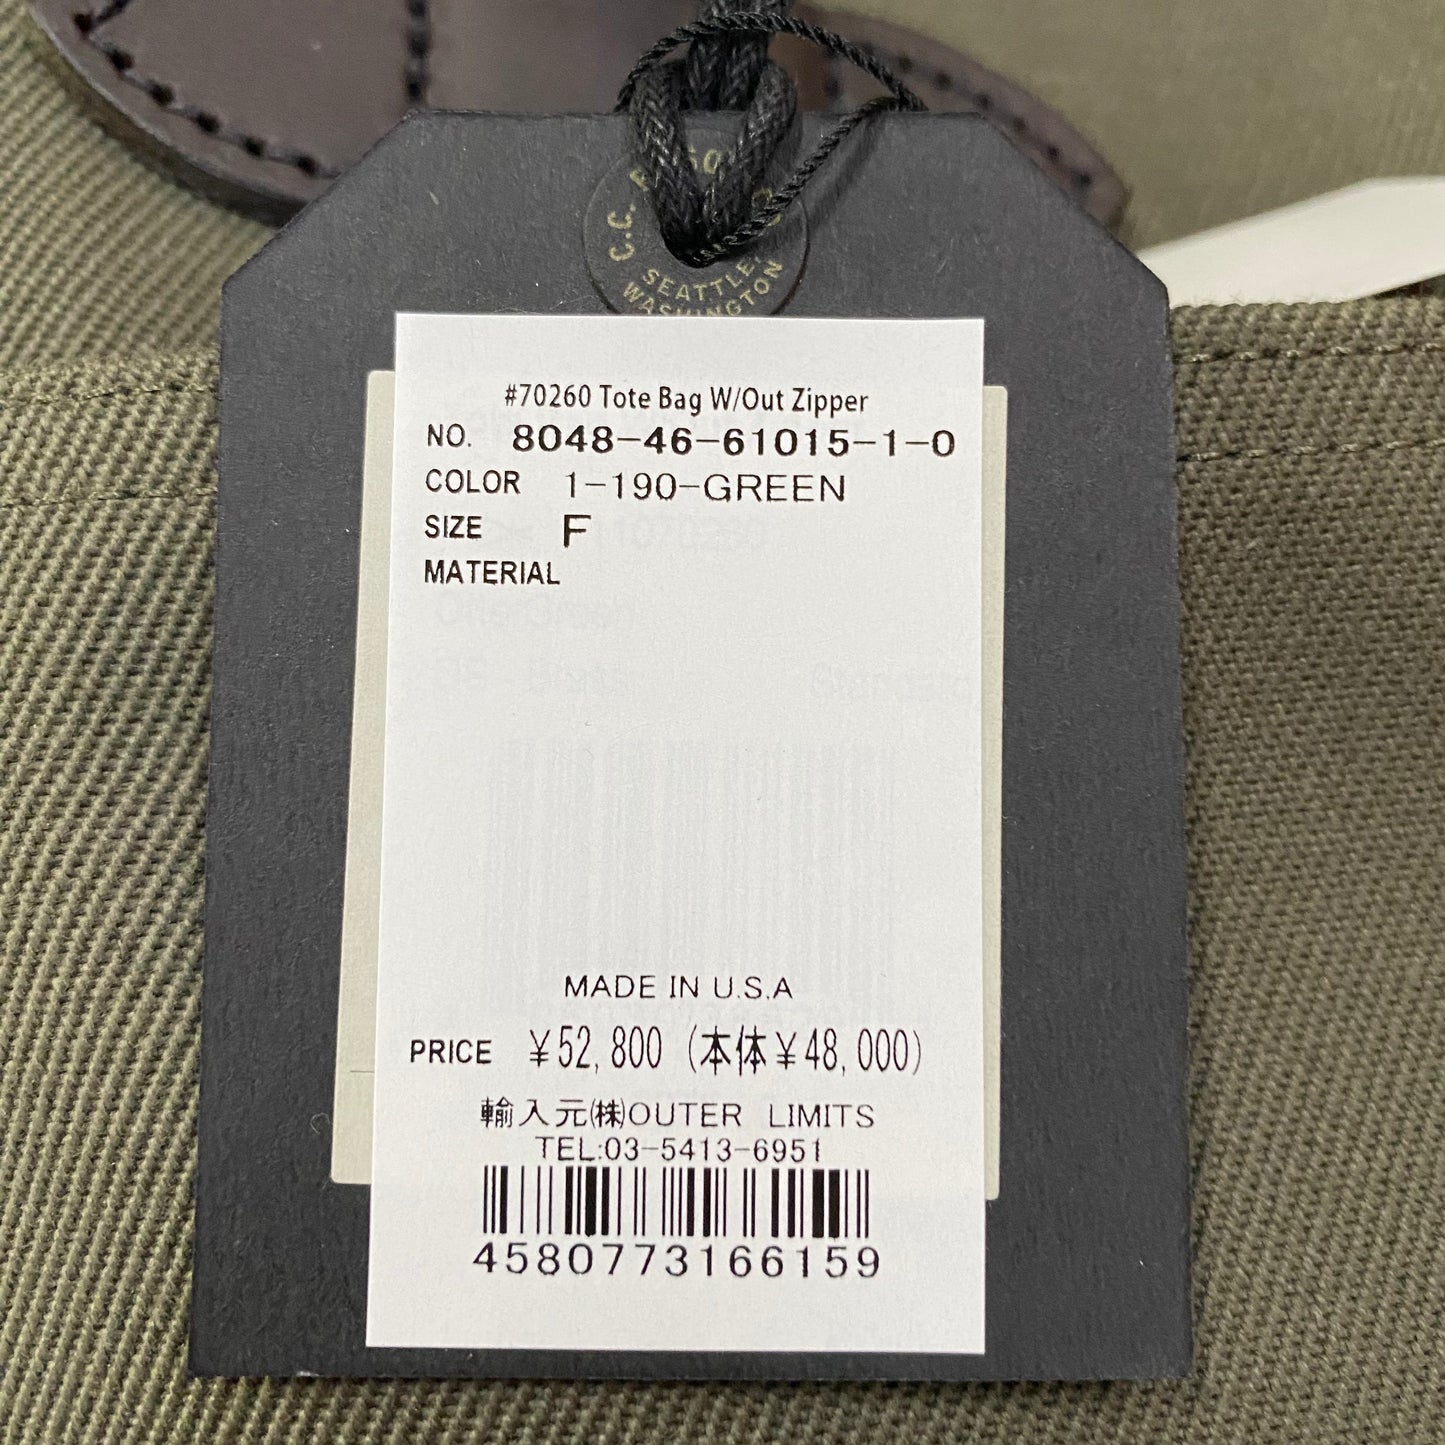 C.C.
SEATTLE,
WASHINGTON
#70260 Tote Bag W/Out Zipper
NO. 8048-46-61015-1-0
COLOR 1-190-GREEN
SIZE F
MATERIAL
MADE IN U.S.A
PRICE ¥52,800 (本体¥48,000)
輸入元㈱OUTER LIMITS
TEL:03-5413-6951
4580773166159